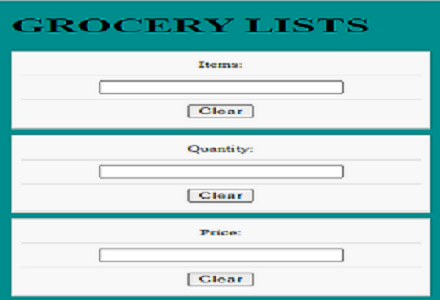 GROCERY LISTS
Items:
Clear
Quantity:
Clear
Price:
Clear